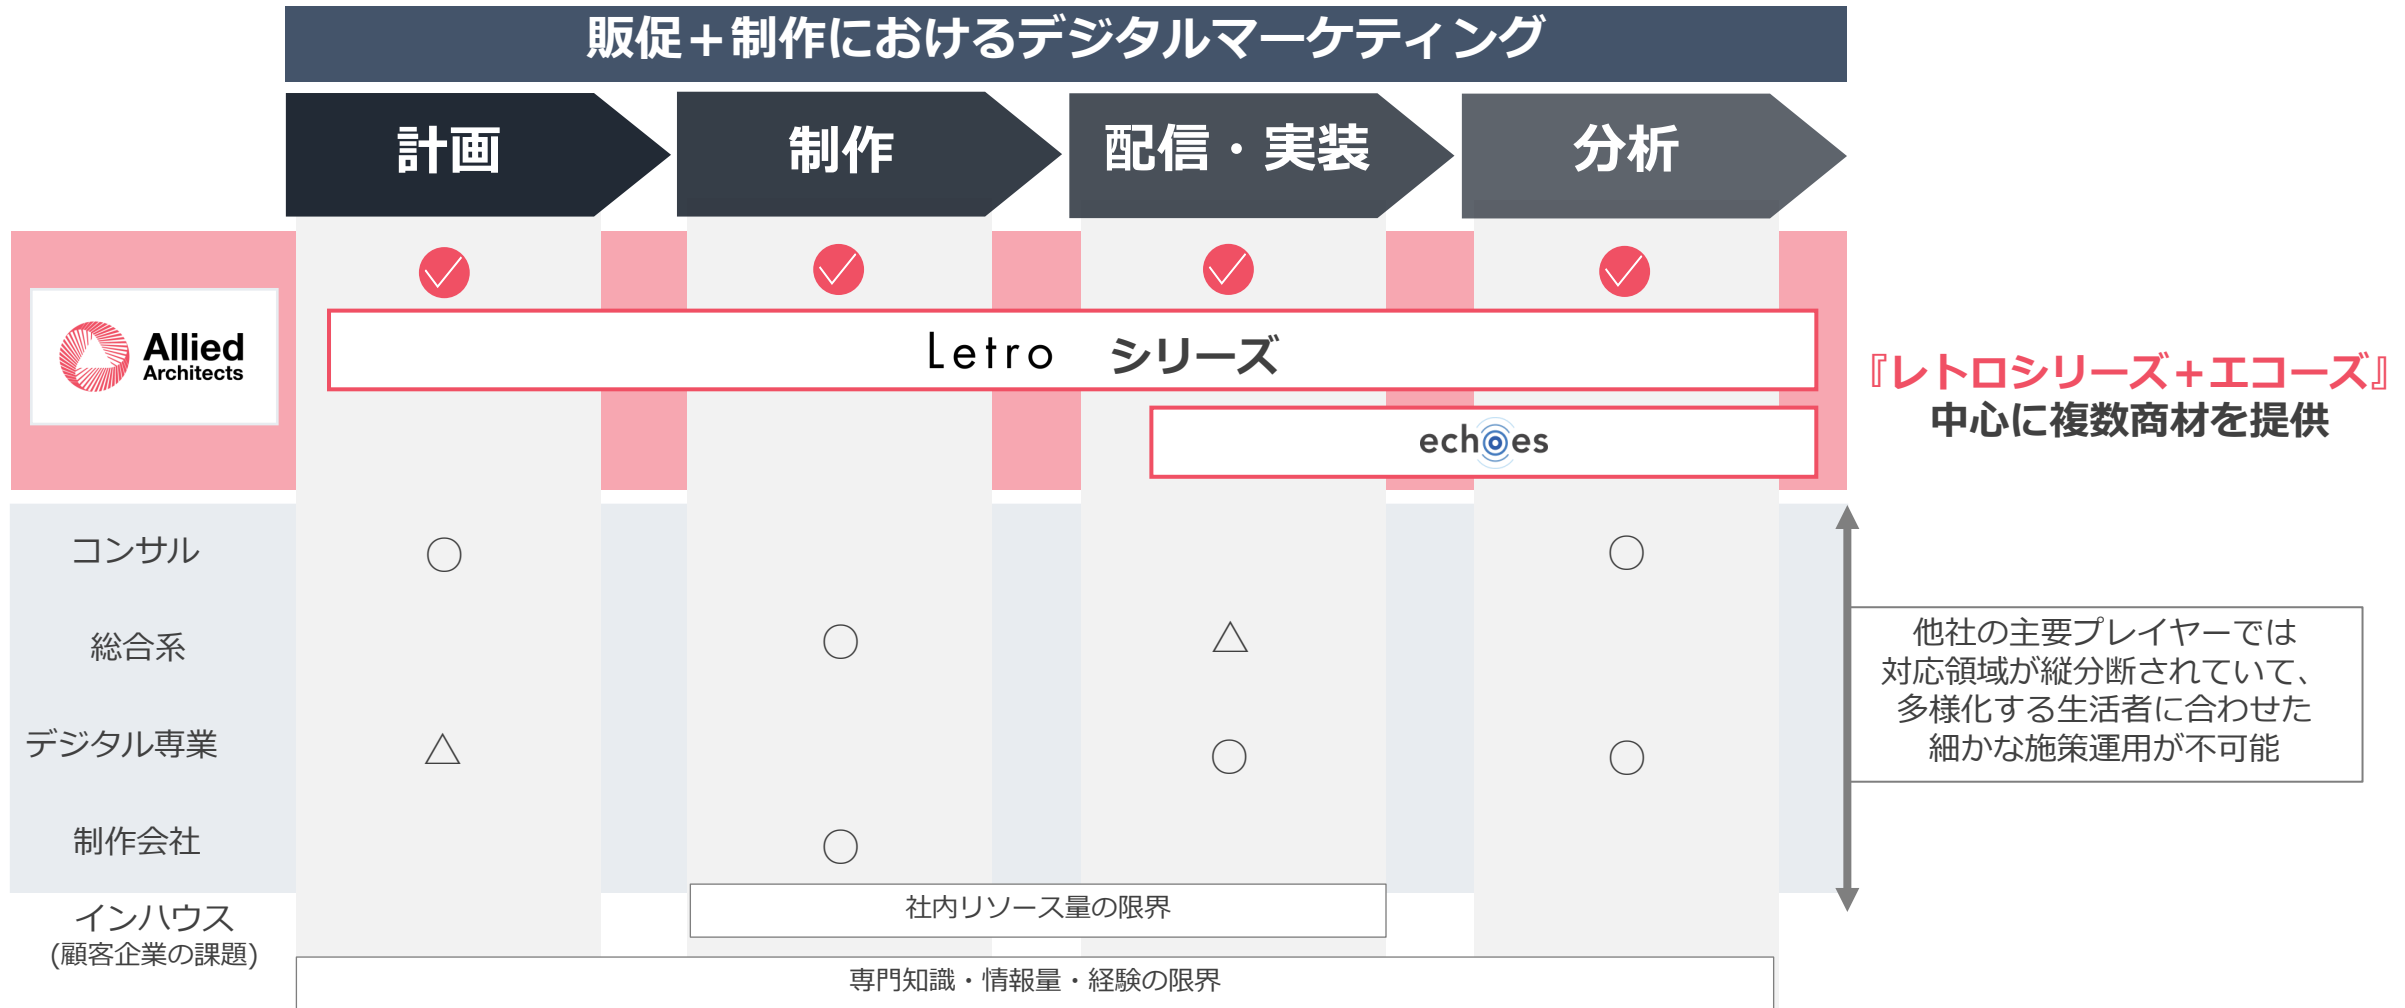 販促＋制作におけるデジタルマーケティング
計画
制作
配信・実装
分析
Allied
Architects
Letro シリーズ
echoes
『レトロシリーズ＋エコーズ』
中心に複数商材を提供
コンサル
〇
〇
総合系
〇
△
デジタル専業
△
〇
〇
制作会社
〇
他社の主要プレイヤーでは
対応領域が縦分断されていて、
多様化する生活者に合わせた
細かな施策運用が不可能
インハウス
(顧客企業の課題)
社内リソース量の限界
専門知識・情報量・経験の限界